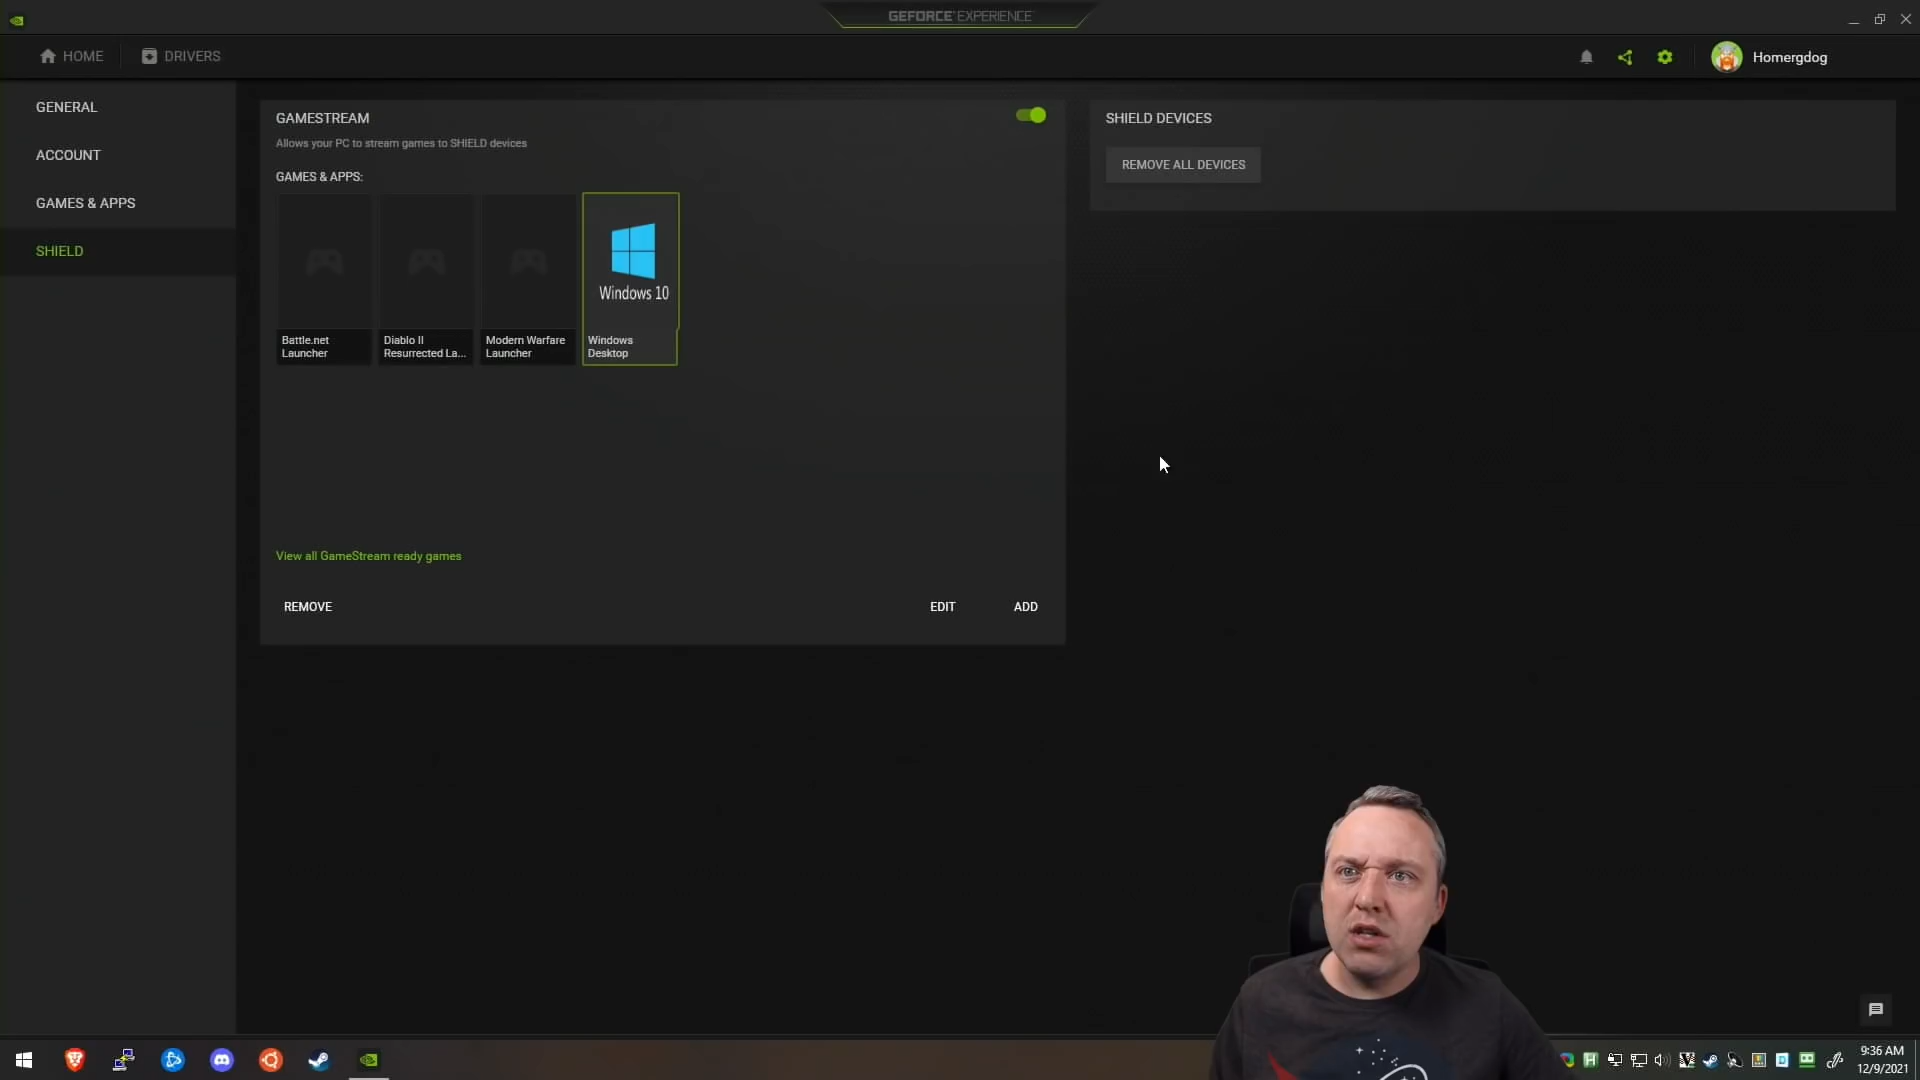 GEFORCE EXPERIENCE
HOME
DRIVERS
Homergdog
GENERAL
ACCOUNT
GAMES & APPS
SHIELD
GAMESTREAM
Allows your PC to stream games to SHIELD devices
GAMES & APPS:
Windows 10
Battle.net
Launcher
Diablo II
Resurrected La...
Modern Warfare
Launcher
Windows
Desktop
View all GameStream ready games
REMOVE
EDIT
ADD
SHIELD DEVICES
REMOVE ALL DEVICES
9:36 AM
12/9/2021